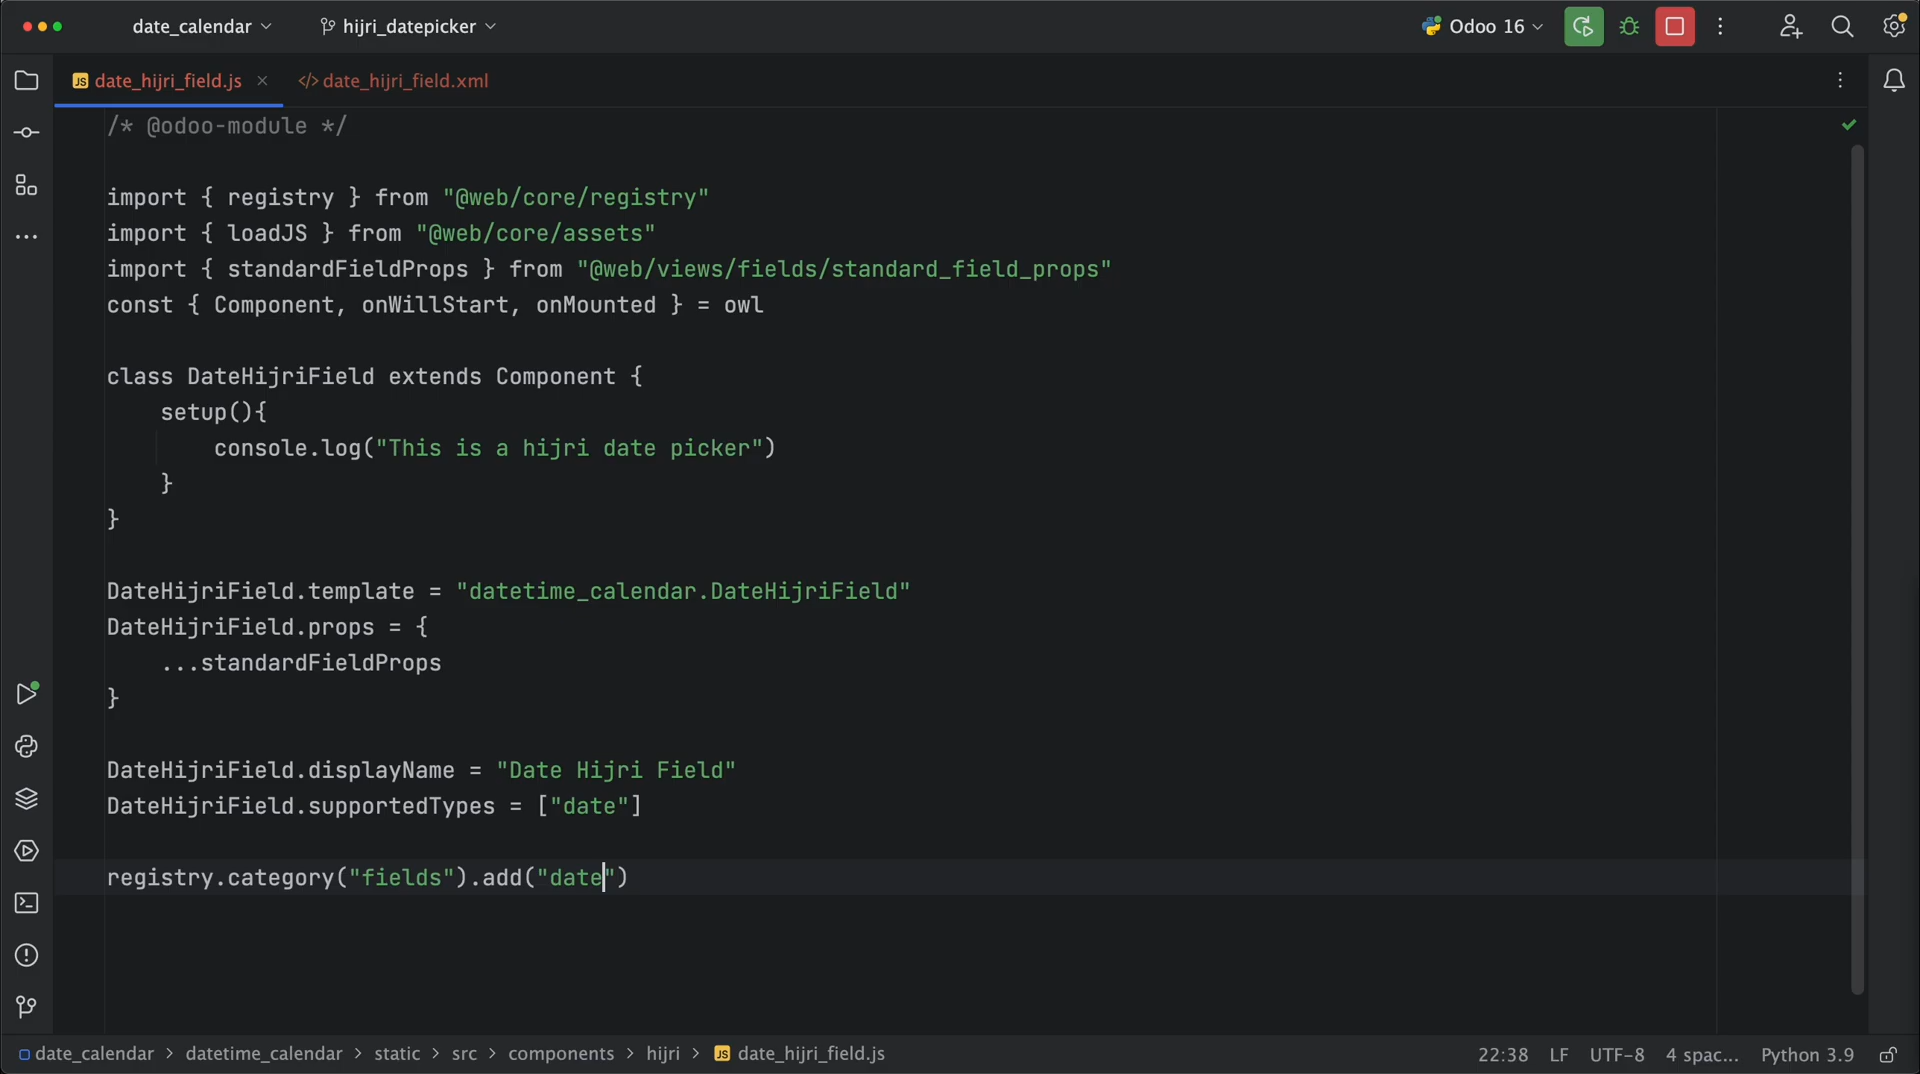 date_calendar
hijri_datepicker
Odoo 16
JS date_hijri_field.js
</> date_hijri_field.xml
/* @odoo-module */
import { registry } from "@web/core/registry"
import { loadJS } from "@web/core/assets"
import { standardFieldProps } from "@web/views/fields/standard_field_props"
const { Component, onWillStart, onMounted } = owl
class DateHijriField extends Component {
    setup(){
        console.log("This is a hijri date picker")
    }
}
DateHijriField.template = "datetime_calendar.DateHijriField"
DateHijriField.props = {
    ...standardFieldProps
}
DateHijriField.displayName = "Date Hijri Field"
DateHijriField.supportedTypes = ["date"]
registry.category("fields").add("date")
date_calendar > datetime_calendar > static > src > components > hijri > JS date_hijri_field.js
22:38 LF UTF-8 4 spac... Python 3.9